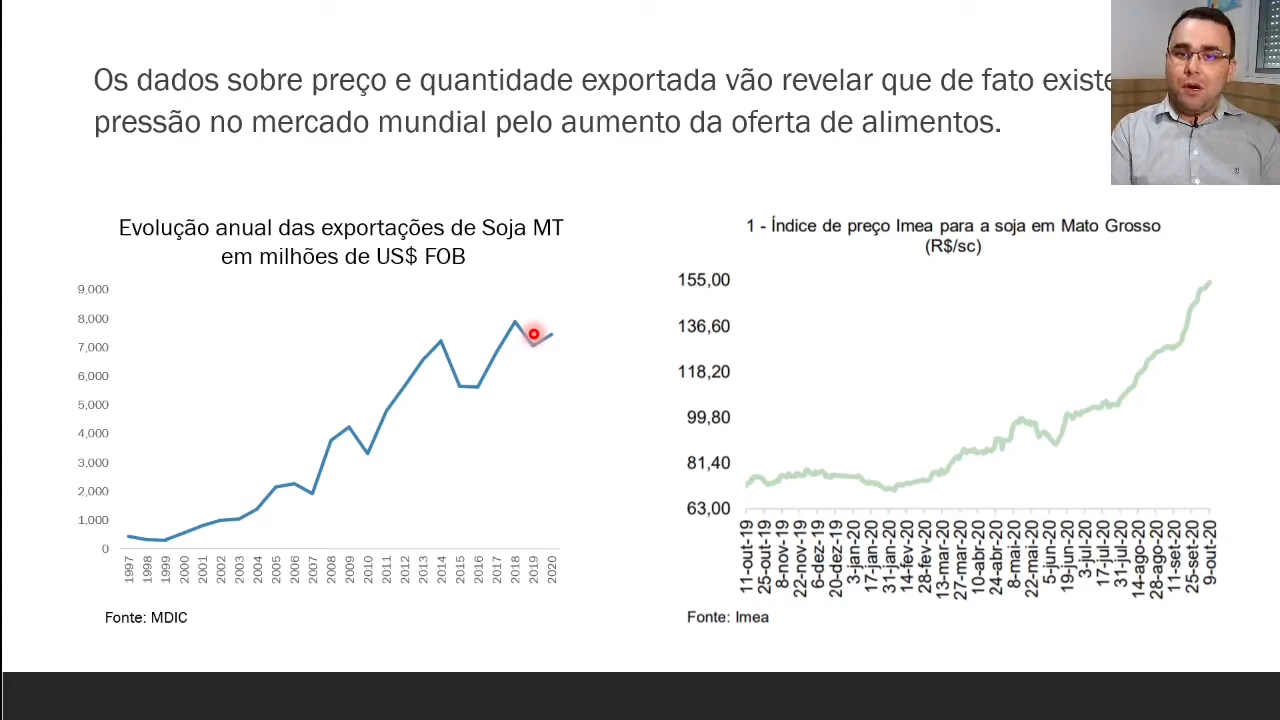 Os dados sobre preço e quantidade exportada vão revelar que de fato existe
pressão no mercado mundial pelo aumento da oferta de alimentos.
Evolução anual das exportações de Soja MT
em milhões de US$ FOB
9,000
8,000
7,000
6,000
5,000
4,000
3,000
2,000
1,000
0
1997
1998
1999
2000
2001
2002
2003
2004
2005
2006
2007
2008
2009
2010
2011
2012
2013
2014
2015
2016
2017
2018
2019
2020
Fonte: MDIC
1 - Índice de preço Imea para a soja em Mato Grosso
(R$/sc)
155,00
136,60
118,20
99,80
81,40
63,00
11-out-19
25-out-19
8-nov-19
22-nov-19
6-dez-19
20-dez-19
3-jan-20
17-jan-20
31-jan-20
14-fev-20
28-fev-20
13-mar-20
27-mar-20
10-abr-20
24-abr-20
8-mai-20
22-mai-20
5-jun-20
19-jun-20
3-jul-20
17-jul-20
31-jul-20
14-ago-20
28-ago-20
11-set-20
25-set-20
9-out-20
Fonte: Imea